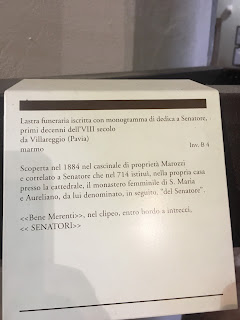 Lastra funeraria iscritta con monogramma di dedica a Senatore,
primi decenni dell'VIII secolo
da Villareggio (Pavia)
marmo Inv. B 4
Scoperta nel 1884 nel cascinale di proprietà Marozzi
e correlato a Senatore che nel 714 istituì, nella propria casa
presso la cattedrale, il monastero femminile di S. Maria
e Aureliano, da lui denominato, in seguito, "del Senatore".
<<Bene Merenti>>, nel clipeo, entro bordo a intrecci,
<< SENATORI>>